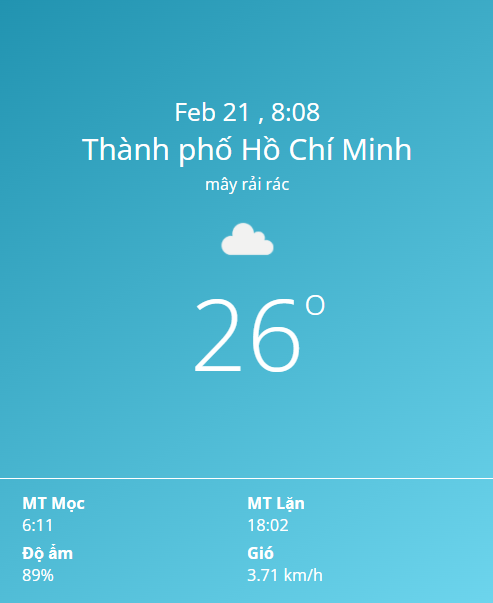 Feb 21 , 8:08
Thành phố Hồ Chí Minh
mây rải rác
26°
MT Mọc
6:11
MT Lặn
18:02
Độ ẩm
89%
Gió
3.71 km/h